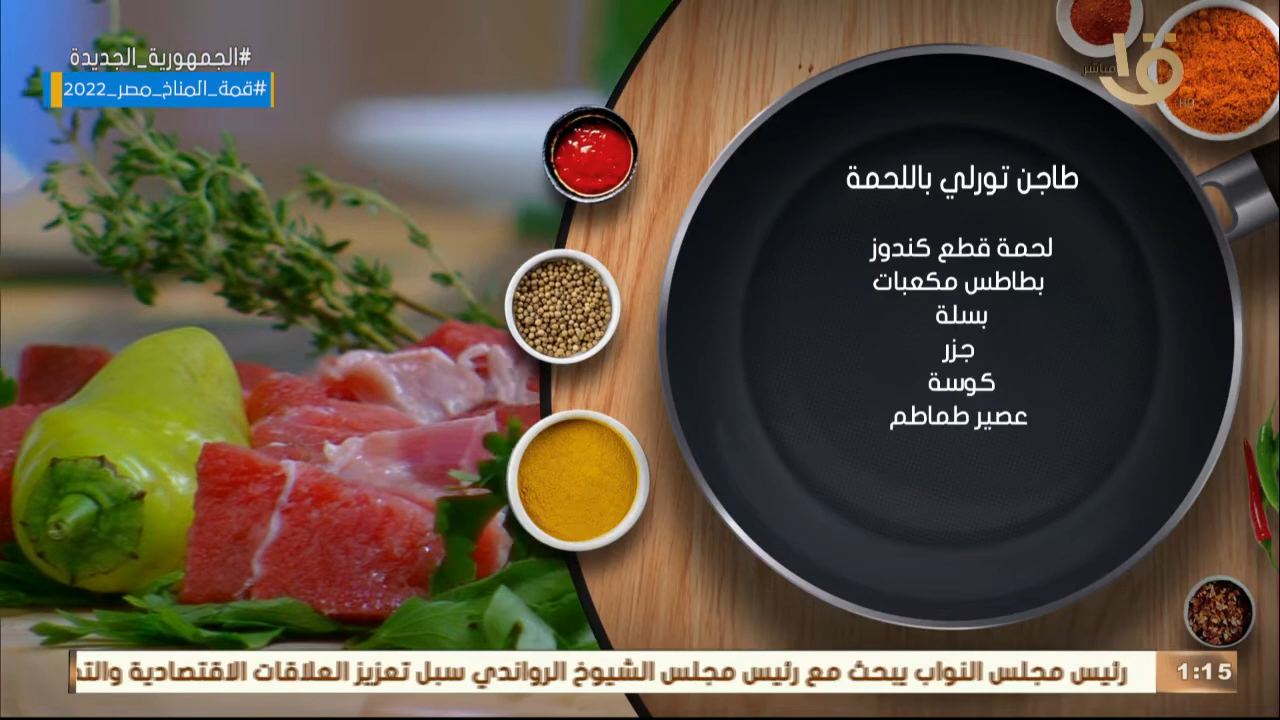 #الجمهورية_الجديدة
#قمة_المناخ_مصر_2022
مباشر
طاجن تورلي باللحمة
لحمة قطع كندوز
بطاطس مكعبات
بسلة
جزر
كوسة
عصير طماطم
1:15
رئيس مجلس النواب يبحث مع رئيس مجلس الشيوخ الرواندي سبل تعزيز العلاقات الاقتصادية